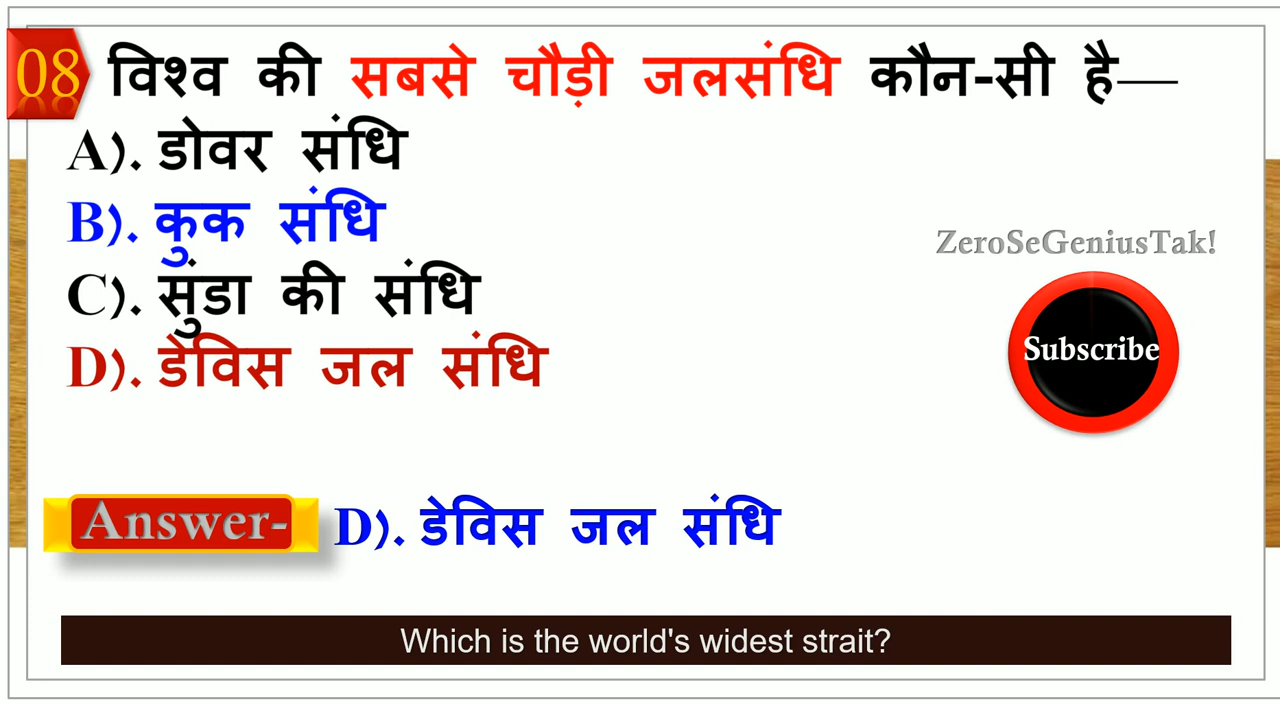 08 विश्व की सबसे चौड़ी जलसंधि कौन-सी है—
A). डोवर संधि
B). कुक संधि
C). सुंडा की संधि
D). डेविस जल संधि
ZeroSeGeniusTak!
Subscribe
Answer- D). डेविस जल संधि
Which is the world's widest strait?